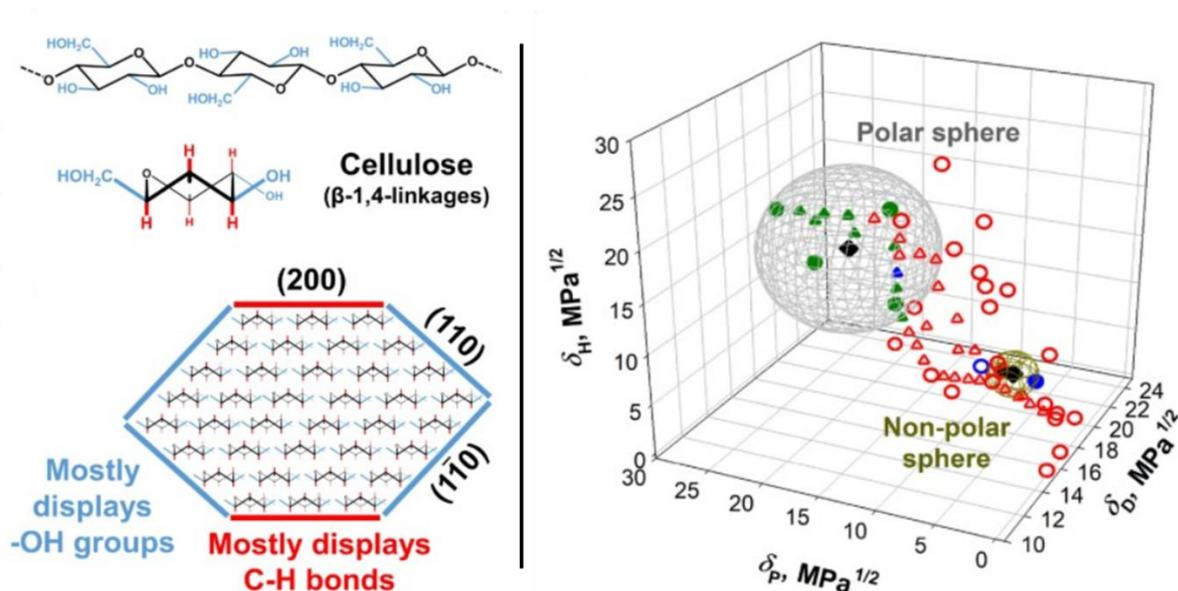 HOH₂C
O
HO
OH
HOH₂C
O
O
O
HO
OH
HOH₂C
O
O
O
HO
OH
HOH₂C
O
H
H
OH
OH
H
H
H
Cellulose
(β-1,4-linkages)
(200)
(110)
(11̄0)
Mostly
displays
-OH groups
Mostly displays
C-H bonds
Polar sphere
Non-polar
sphere
δH, MPa1/2
30
25
20
15
10
5
0
δP, MPa1/2
30
25
20
15
10
5
0
δD, MPa1/2
10
12
14
16
18
20
22
24